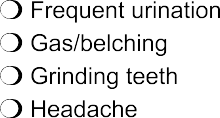 Frequent urination
Gas/belching
Grinding teeth
Headache